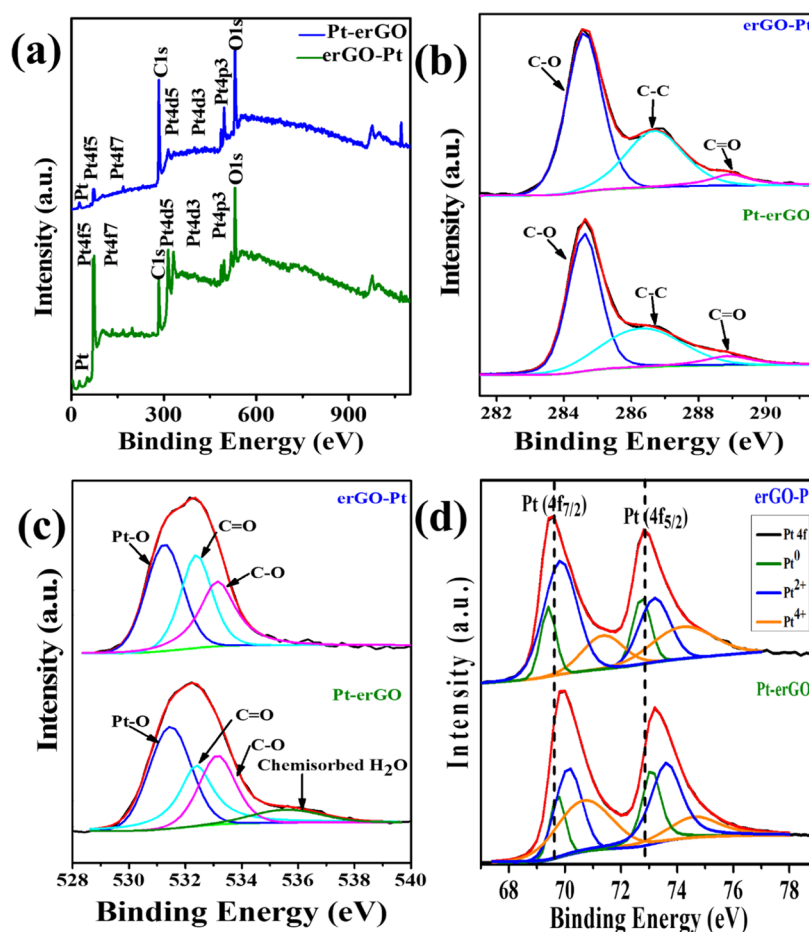 (a)
Pt-erGO
erGO-Pt
Pt
Pt4f5
Pt4f7
C1s
Pt4d5
Pt4d3
Pt4p3
O1s
Pt
Pt4f5
Pt4f7
C1s
Pt4d5
Pt4d3
Pt4p3
O1s
Intensity (a.u.)
0 300 600 900
Binding Energy (eV)
(b)
erGO-Pt
C-O
C-C
C=O
Pt-erGO
C-O
C-C
C=O
Intensity (a.u.)
282 284 286 288 290
Binding Energy (eV)
(c)
erGO-Pt
Pt-O
C=O
C-O
Pt-erGO
Pt-O
C=O
C-O
Chemisorbed H2O
Intensity (a.u.)
528 530 532 534 536 538 540
Binding Energy (eV)
(d)
Pt (4f7/2)
Pt (4f5/2)
erGO-P
Pt 4f
Pt0
Pt2+
Pt4+
Pt-erGO
Intensity (a.u.)
68 70 72 74 76 78
Binding Energy (eV)